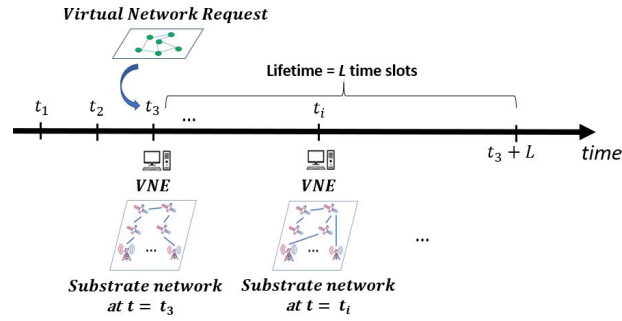 Virtual Network Request
Lifetime = L time slots
t₁ t₂ t₃ ... tᵢ
t₃ + L time
VNE VNE
... ...
...
Substrate network Substrate network
at t = t₃ at t = tᵢ